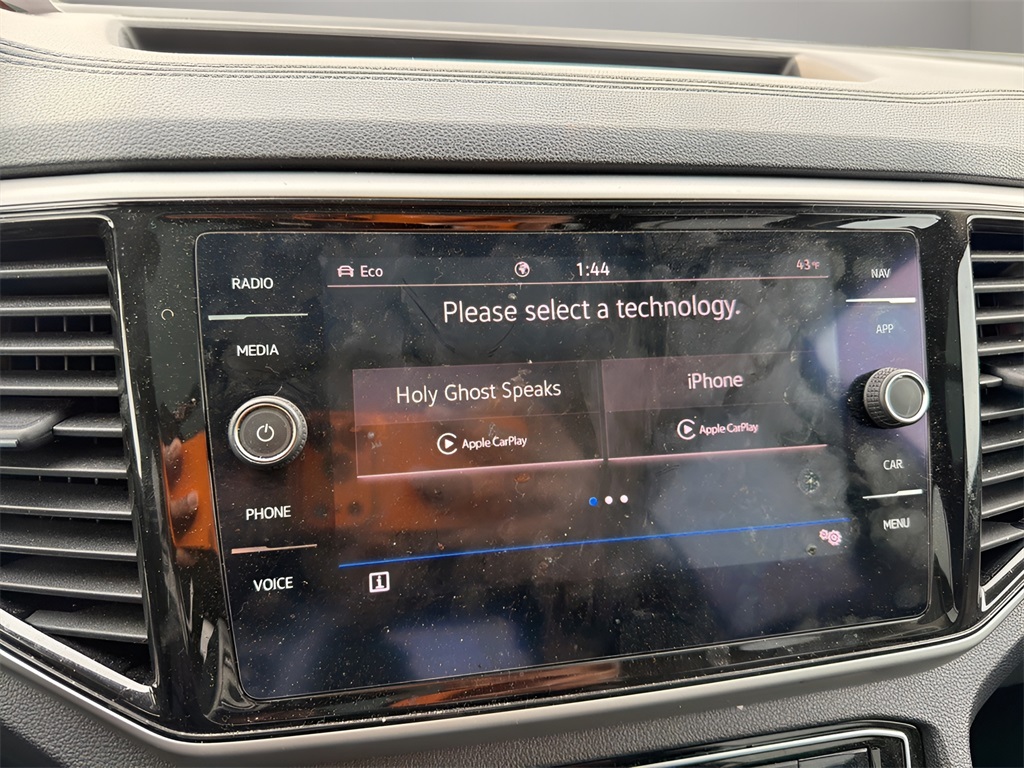 RADIO
MEDIA
PHONE
VOICE
Eco
1:44
43°F
Please select a technology.
Holy Ghost Speaks
Apple CarPlay
iPhone
Apple CarPlay
i
NAV
APP
CAR
MENU